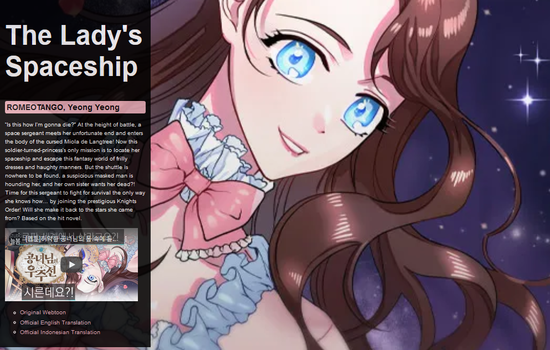 The Lady's
Spaceship
ROMEOTANGO, Yeong Yeong
"Is this how I'm gonna die?" At the height of battle, a
space sergeant meets her unfortunate end and enters
the body of the cursed Miola de Langtree! Now this
soldier-turned-princess's only mission is to locate her
spaceship and escape this fantasy world of frilly
dresses and haughty manners. But the shuttle is
nowhere to be found, a suspicious masked man is
hounding her, and her own sister wants her dead?!
Time for this sergeant to fight for survival the only way
she knows how... by joining the prestigious Knights
Order! Will she make it back to the stars she came
from? Based on the hit novel.
흉녀님의
우주선
시른데요?!
Original Webtoon
Official English Translation
Official Indonesian Translation